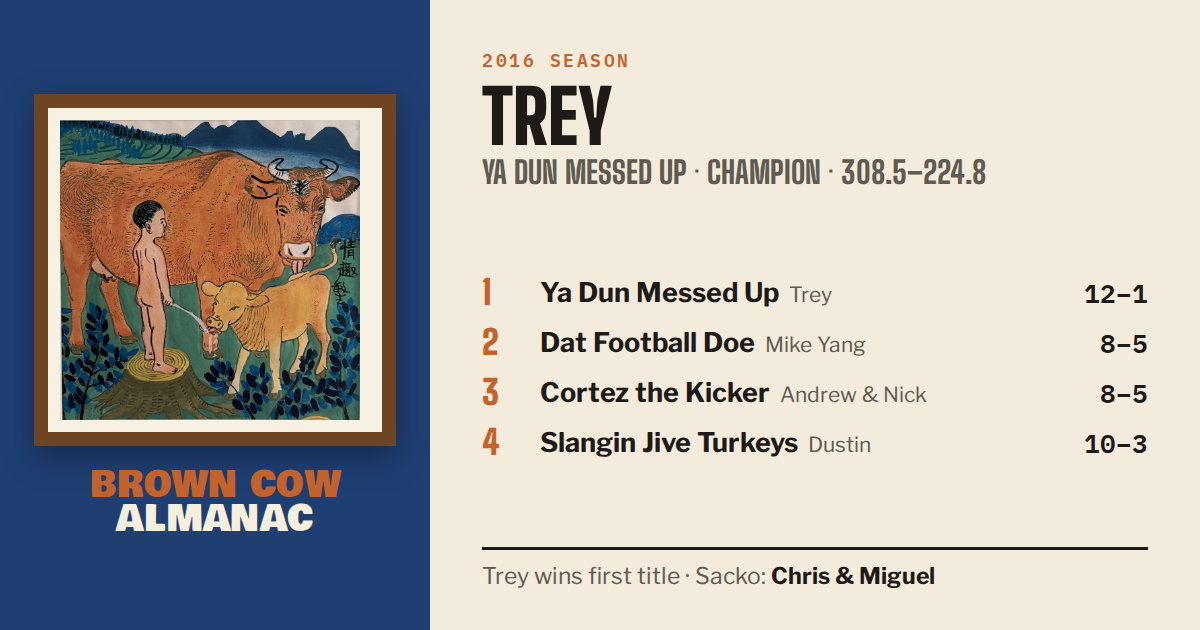 情
趣
BROWN COW
ALMANAC
2016 SEASON
TREY
YA DUN MESSED UP · CHAMPION · 308.5–224.8
1 Ya Dun Messed Up Trey 12–1
2 Dat Football Doe Mike Yang 8–5
3 Cortez the Kicker Andrew & Nick 8–5
4 Slangin Jive Turkeys Dustin 10–3
Trey wins first title · Sacko: Chris & Miguel